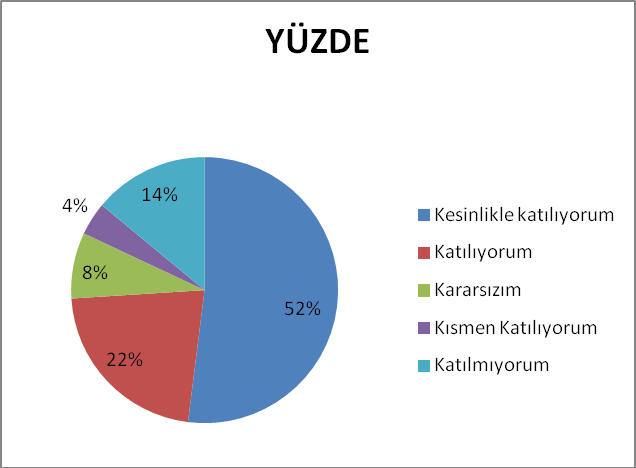 YÜZDE
14%
4%
8%
52%
22%
Kesinlikle katılıyorum
Katılıyorum
Kararsızım
Kısmen Katılıyorum
Katılmıyorum